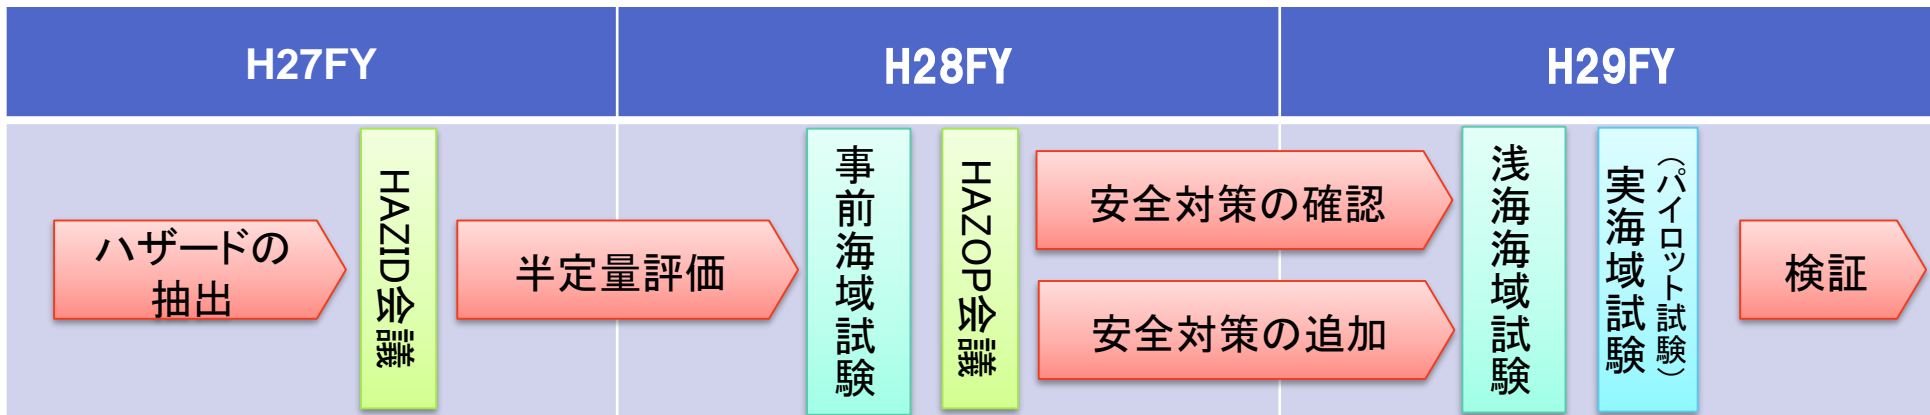 H27FY
H28FY
H29FY
ハザードの
抽出
HAZID会議
半定量評価
事前海域試験
HAZOP会議
安全対策の確認
安全対策の追加
浅海海域試験
(パイロット試験)
実海域試験
検証